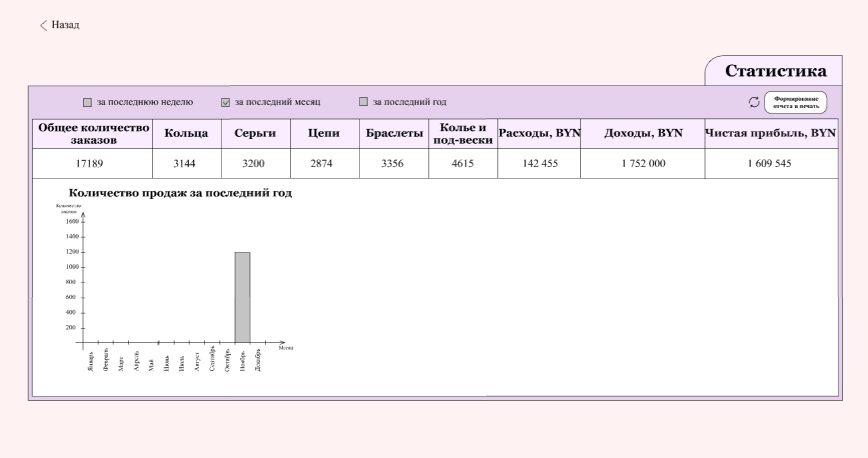 Назад
Статистика
за последнюю неделю
за последний месяц
за последний год
Формирование
отчета в печать
Общее количество
заказов
Кольца
Серьги
Цепи
Браслеты
Колье и
под-вески
Расходы, BYN
Доходы, BYN
Чистая прибыль, BYN
17189
3144
3200
2874
3356
4615
142 455
1 752 000
1 609 545
Количество продаж за последний год
Количество
заказов
1600
1400
1200
1000
800
600
400
200
Месяц
Январь
Февраль
Март
Апрель
Май
Июнь
Июль
Август
Сентябрь
Октябрь
Ноябрь
Декабрь